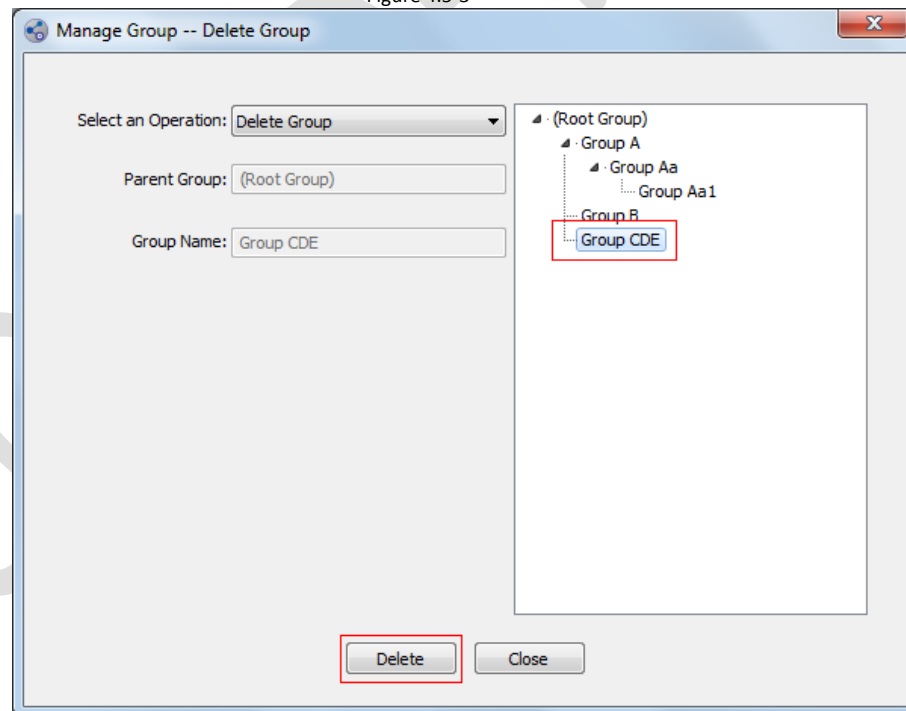 Manage Group -- Delete Group
X
Select an Operation: Delete Group
Parent Group: (Root Group)
Group Name: Group CDE
(Root Group)
Group A
Group Aa
Group Aa1
Group B
Group CDE
Delete Close